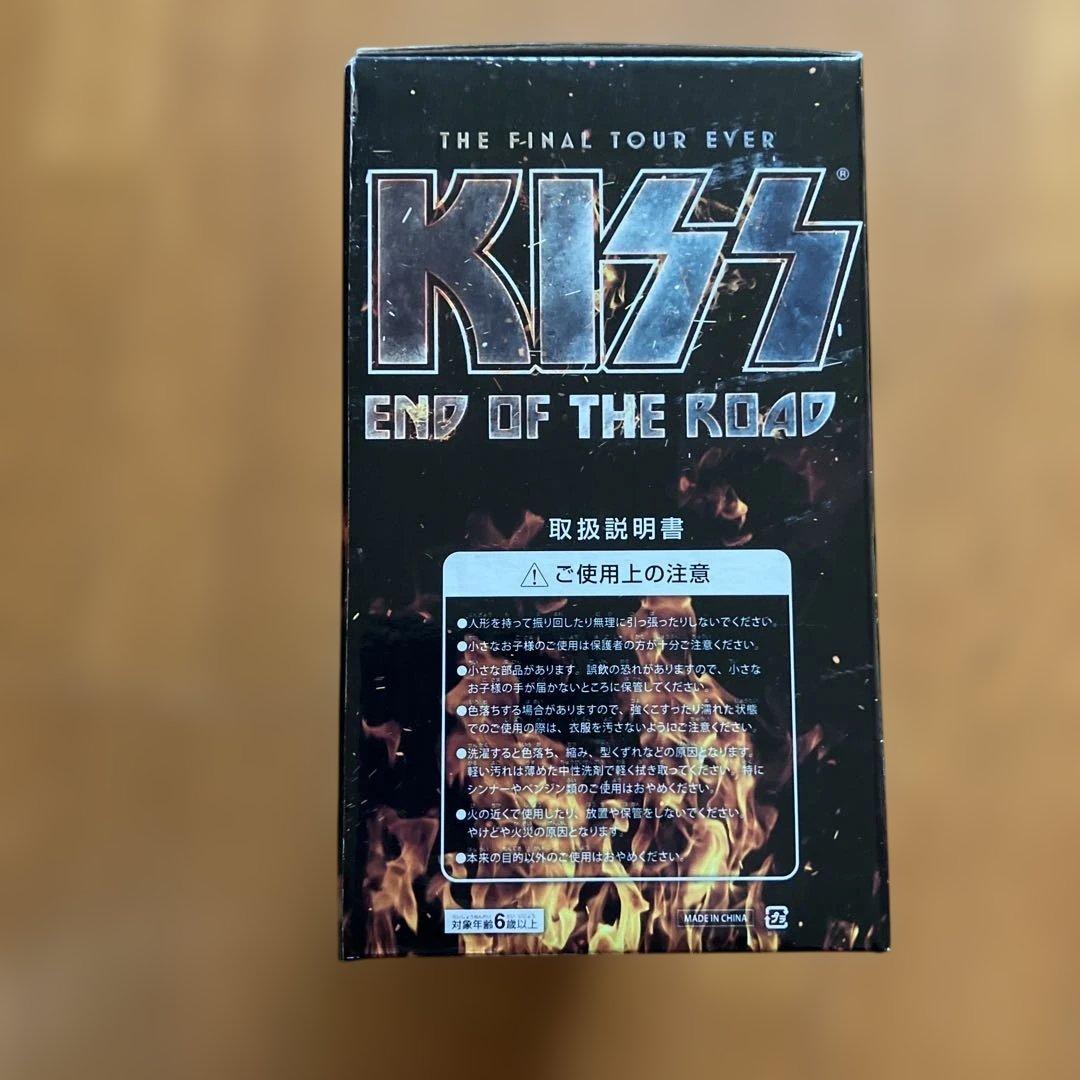 THE FINAL TOUR EVER
KISS®
END OF THE ROAD
取扱説明書
⚠ ご使用上の注意
●人形を持って振り回したり無理に引っ張ったりしないでください。
●小さなお子様のご使用は保護者の方が十分ご注意ください。
●小さな部品があります。誤飲の恐れがありますので、小さな
お子様の手が届かないところに保管してください。
●色落ちする場合がありますので、強くこすったり濡れた状態
でのご使用の際は、衣服を汚さないようにご注意ください。
●洗濯すると色落ち、縮み、型くずれなどの原因となります。
軽い汚れは薄めた中性洗剤で軽く拭き取ってください。特に
シンナーやベンジン類のご使用はおやめください。
●火の近くで使用したり、放置や保管をしないでください。
やけどや火災の原因となります。
●本来の目的以外のご使用はおやめください。
対象年齢6歳以上
MADE IN CHINA
プラ